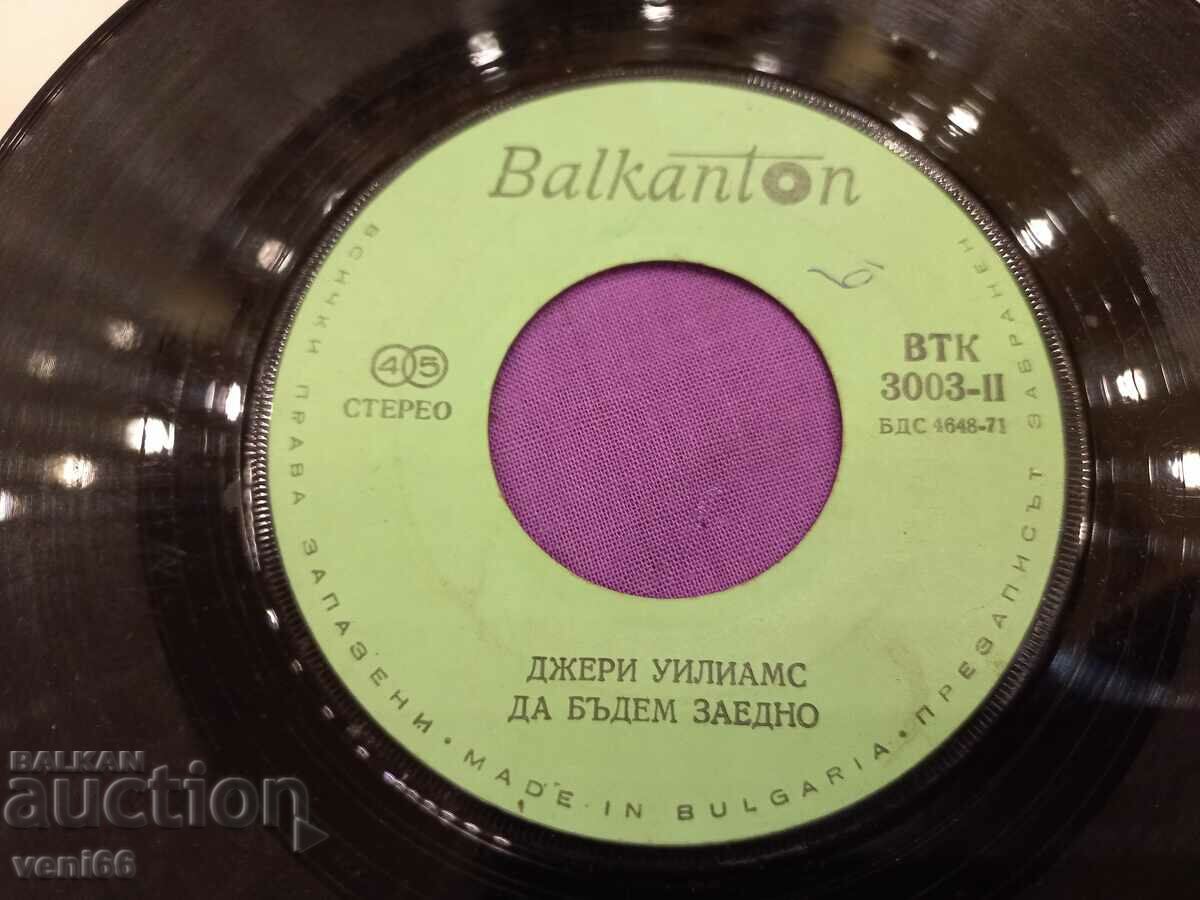 Balkanton
45
СТЕРЕО
ВТК
3003-II
БДС 4648-71
ДЖЕРИ УИЛИАМС
ДА БЪДЕМ ЗАЕДНО
ВСИЧКИ ПРАВА ЗАПАЗЕНИ • MADE IN BULGARIA • ПРЕЗАПИСЪТ ЗАБРАНЕН
BALKAN
auction
veni66